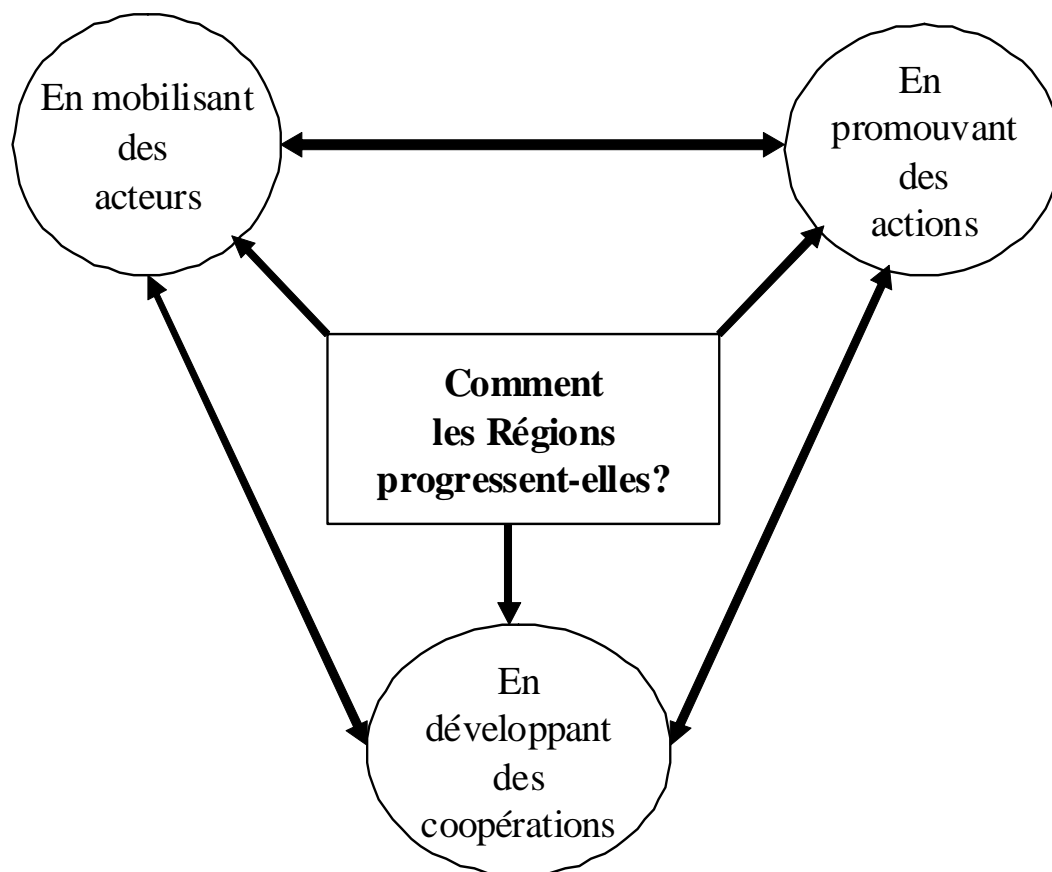 En mobilisant
des
acteurs
En
promouvant
des
actions
Comment
les Régions
progressent-elles?
En
développant
des
coopérations